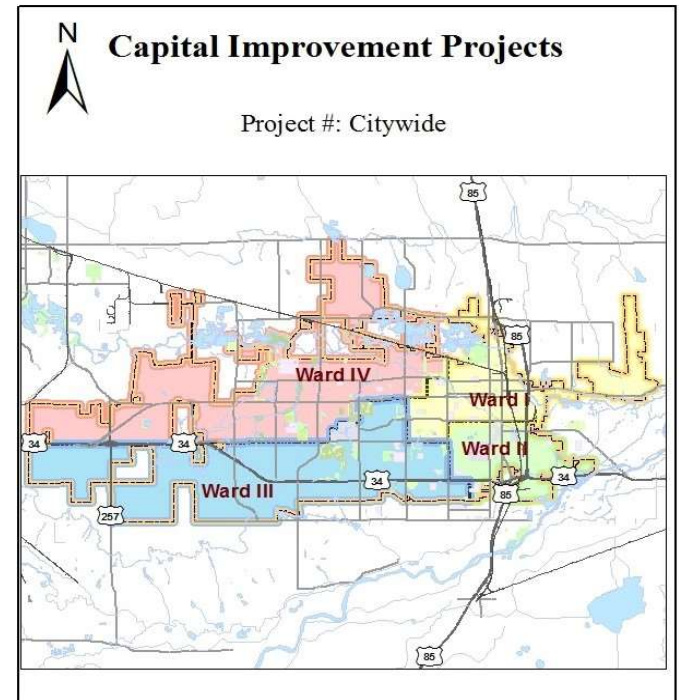 N
Capital Improvement Projects
Project #: Citywide
85
85
Ward IV
Ward I
34
34
Ward II
34
34
Ward III
85
257
85